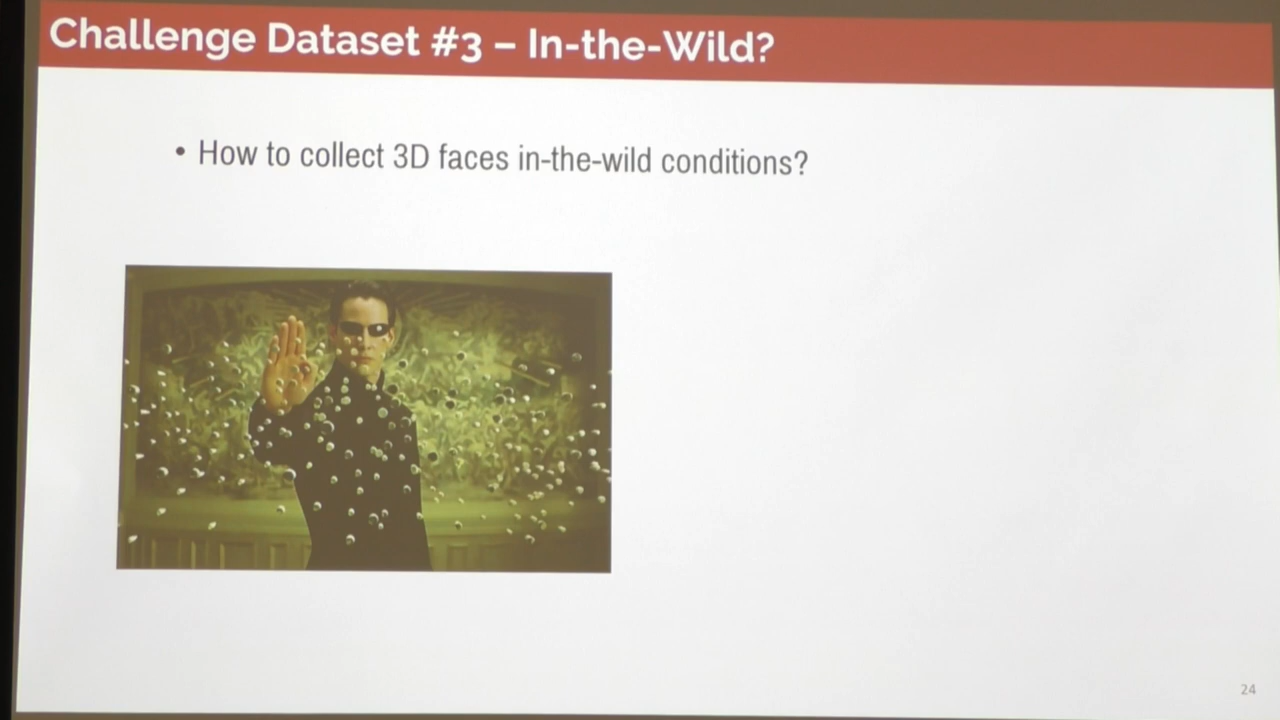 Challenge Dataset #3 – In-the-Wild?
• How to collect 3D faces in-the-wild conditions?
24